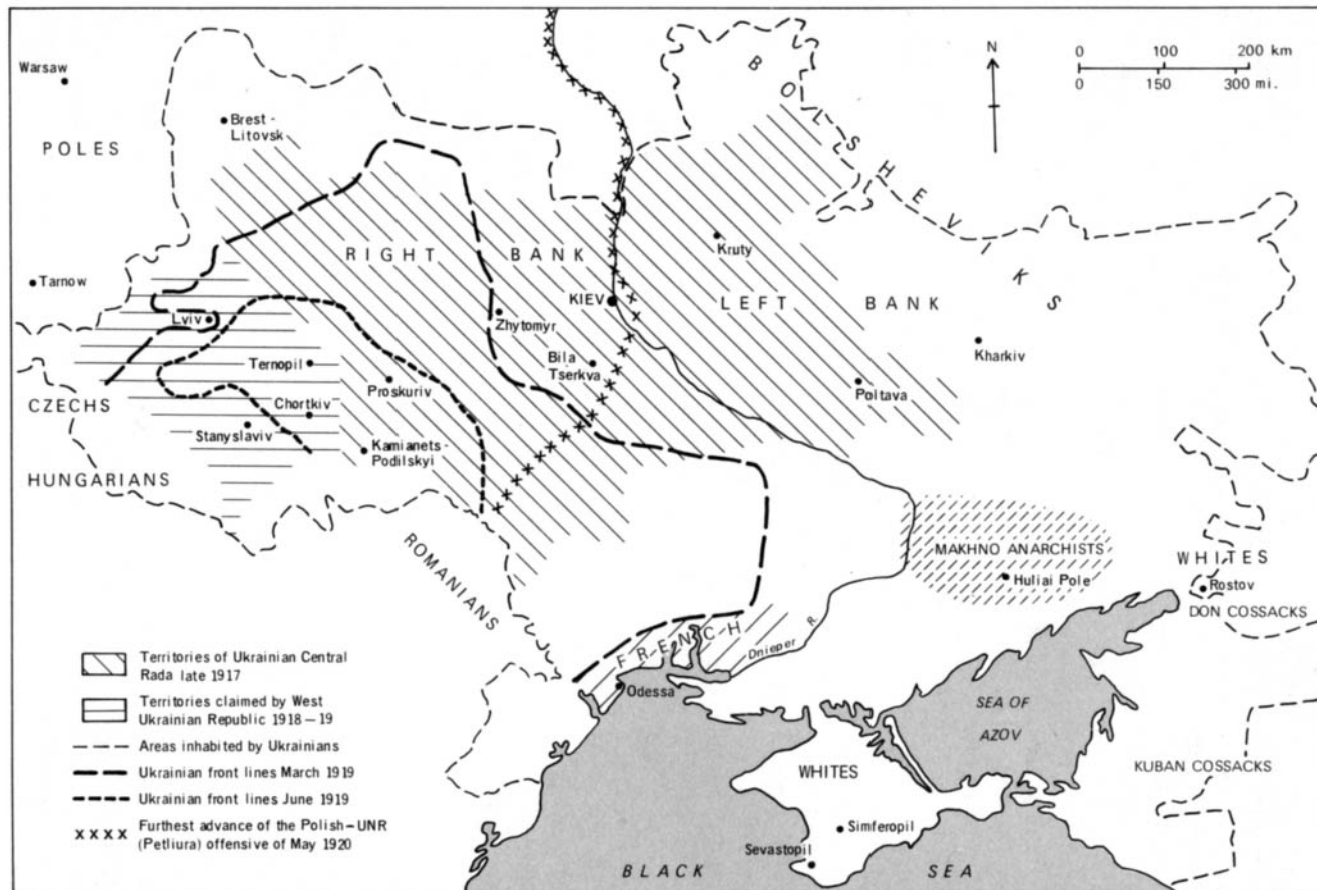 N
0 100 200 km
0 150 300 mi.
Warsaw
Brest-
Litovsk
POLES
BOLSHEVIKS
Kruty
RIGHT BANK
LEFT BANK
Tarnow
KIEV
Lviv
Zhytomyr
Kharkiv
Ternopil
Bila
Tserkva
Proskuriv
Poltava
CZECHS
Chortkiv
Stanyslaviv
Kamianets-
Podilskyi
HUNGARIANS
ROMANIANS
MAKHNO ANARCHISTS
Huliai Pole
WHITES
Rostov
DON COSSACKS
FRENCH
Dnieper R.
Odessa
SEA OF
AZOV
WHITES
KUBAN COSSACKS
Simferopil
Sevastopil
BLACK SEA
Territories of Ukrainian Central
Rada late 1917
Territories claimed by West
Ukrainian Republic 1918–19
Areas inhabited by Ukrainians
Ukrainian front lines March 1919
Ukrainian front lines June 1919
xxxx Furthest advance of the Polish–UNR
(Petliura) offensive of May 1920